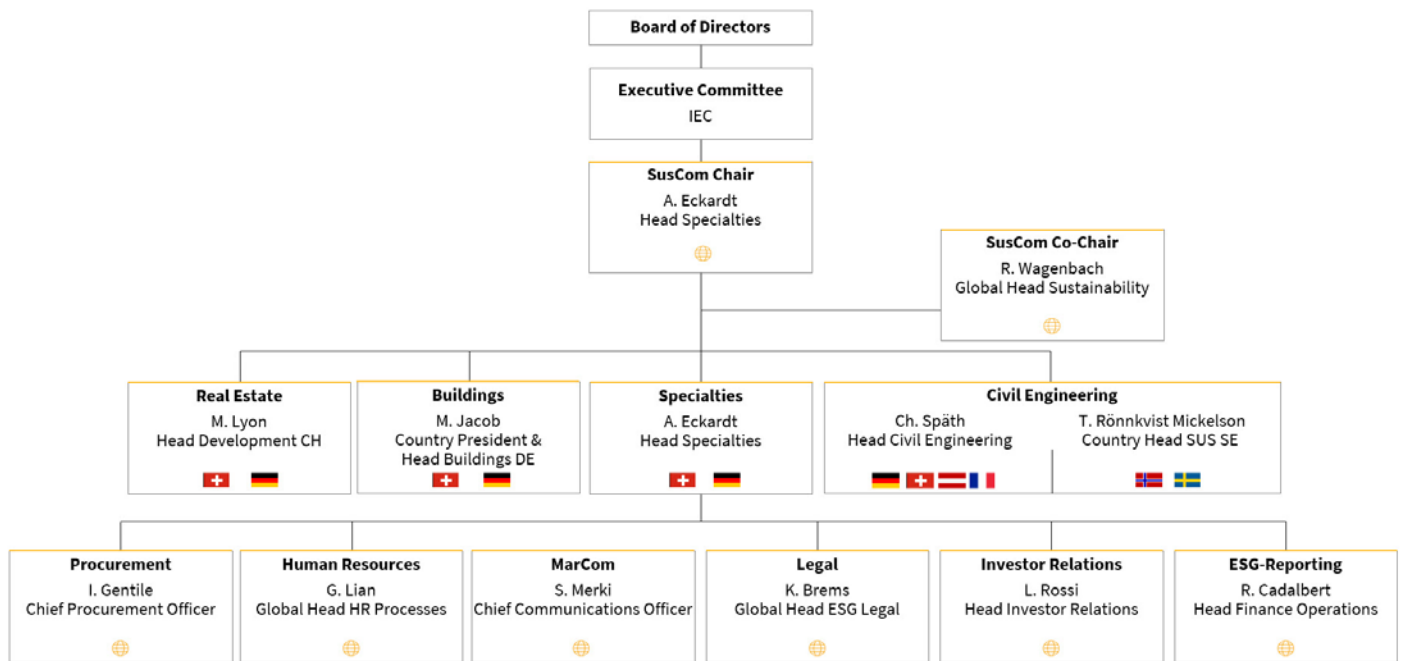 Board of Directors
Executive Committee
IEC
SusCom Chair
A. Eckardt
Head Specialties
SusCom Co-Chair
R. Wagenbach
Global Head Sustainability
Real Estate
M. Lyon
Head Development CH
Buildings
M. Jacob
Country President &
Head Buildings DE
Specialties
A. Eckardt
Head Specialties
Civil Engineering
Ch. Späth
Head Civil Engineering
T. Rönnkvist Mickelson
Country Head SUS SE
Procurement
I. Gentile
Chief Procurement Officer
Human Resources
G. Lian
Global Head HR Processes
MarCom
S. Merki
Chief Communications Officer
Legal
K. Brems
Global Head ESG Legal
Investor Relations
L. Rossi
Head Investor Relations
ESG-Reporting
R. Cadalbert
Head Finance Operations